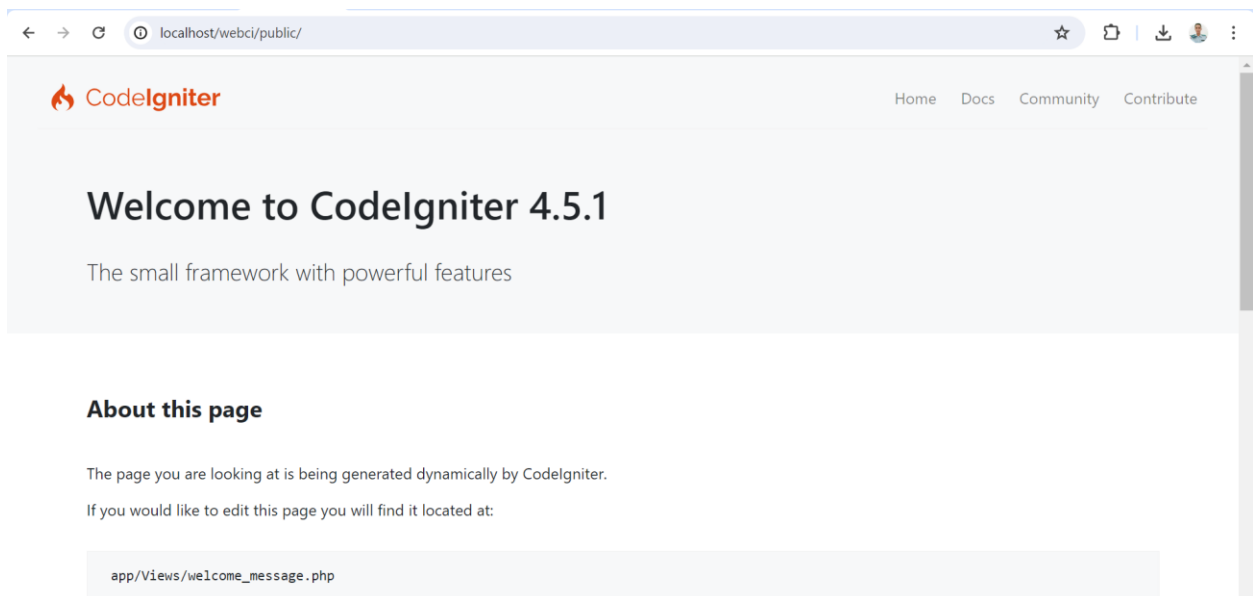 localhost/webci/public/
CodeIgniter
Home Docs Community Contribute
Welcome to CodeIgniter 4.5.1
The small framework with powerful features
About this page
The page you are looking at is being generated dynamically by CodeIgniter.
If you would like to edit this page you will find it located at:
app/Views/welcome_message.php